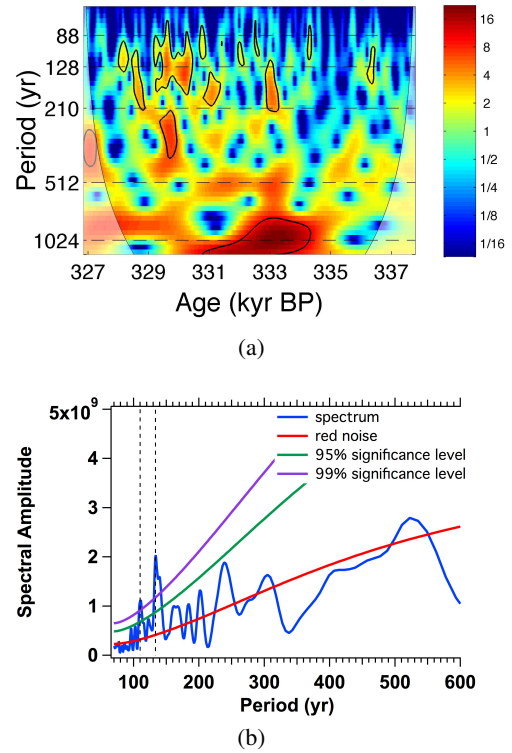 88
128
210
512
1024
Period (yr)
327 329 331 333 335 337
Age (kyr BP)
16
8
4
2
1
1/2
1/4
1/8
1/16
(a)
5x10^9
4
3
2
1
0
Spectral Amplitude
spectrum
red noise
95% significance level
99% significance level
100 200 300 400 500 600
Period (yr)
(b)